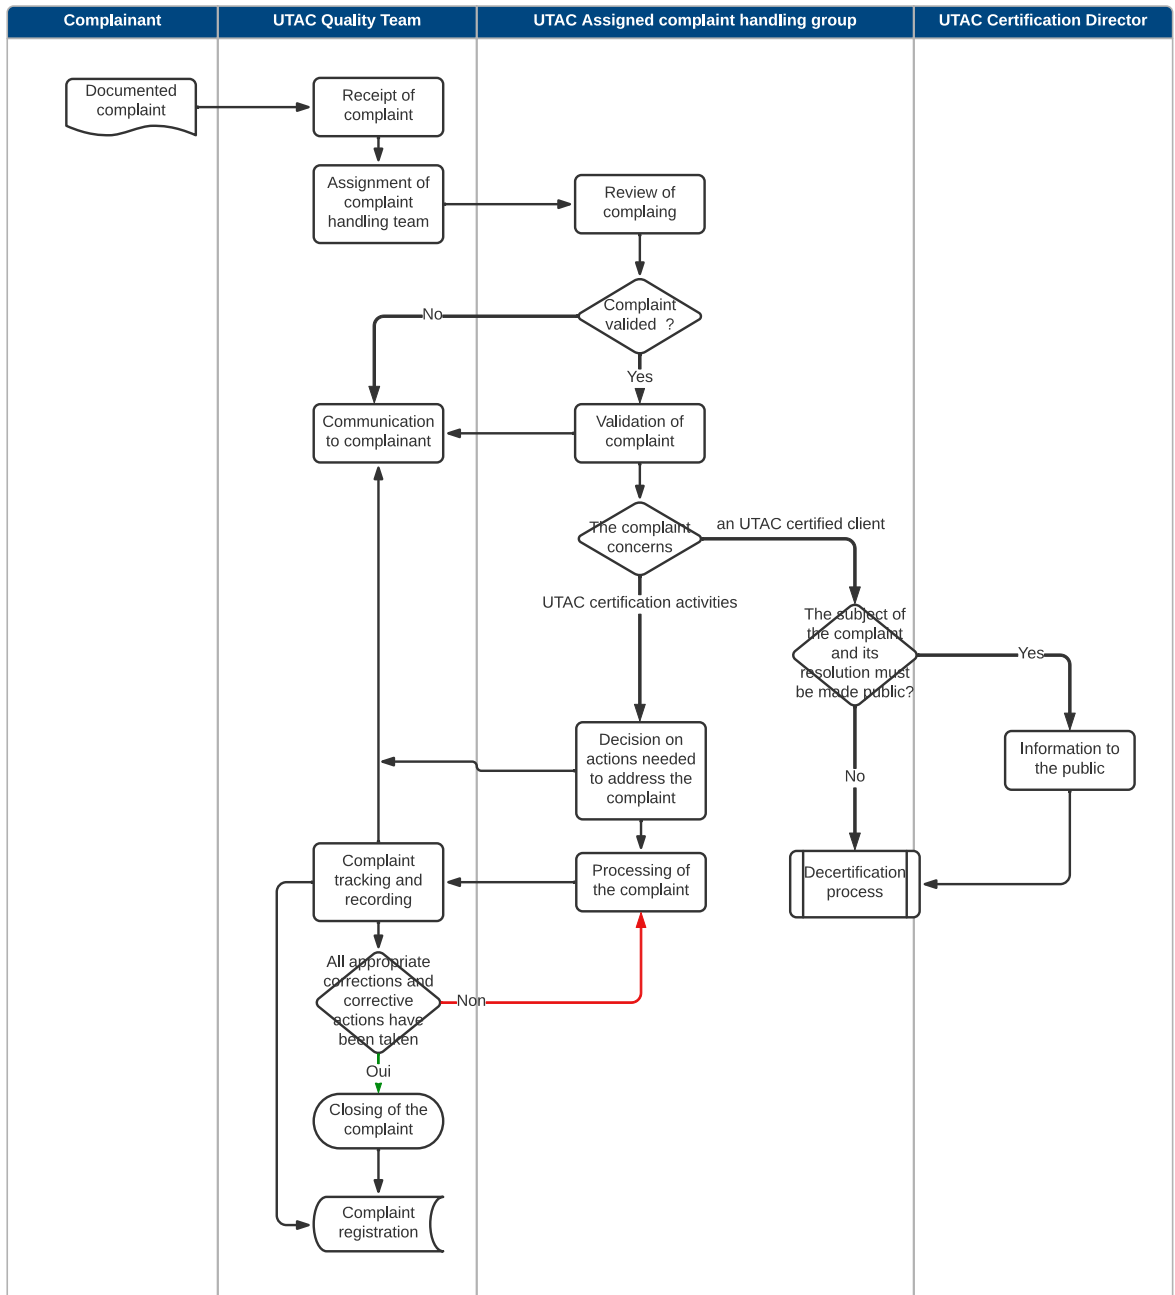 Complainant
UTAC Quality Team
UTAC Assigned complaint handling group
UTAC Certification Director
Documented
complaint
Receipt of
complaint
Assignment of
complaint
handling team
Review of
complaing
Complaint
valided ?
No
Yes
Communication
to complainant
Validation of
complaint
The complaint
concerns
an UTAC certified client
UTAC certification activities
The subject of
the complaint
and its
resolution must
be made public?
Yes
No
Information to
the public
Decision on
actions needed
to address the
complaint
Complaint
tracking and
recording
Processing of
the complaint
Decertification
process
All appropriate
corrections and
corrective
actions have
been taken
Non
Oui
Closing of the
complaint
Complaint
registration